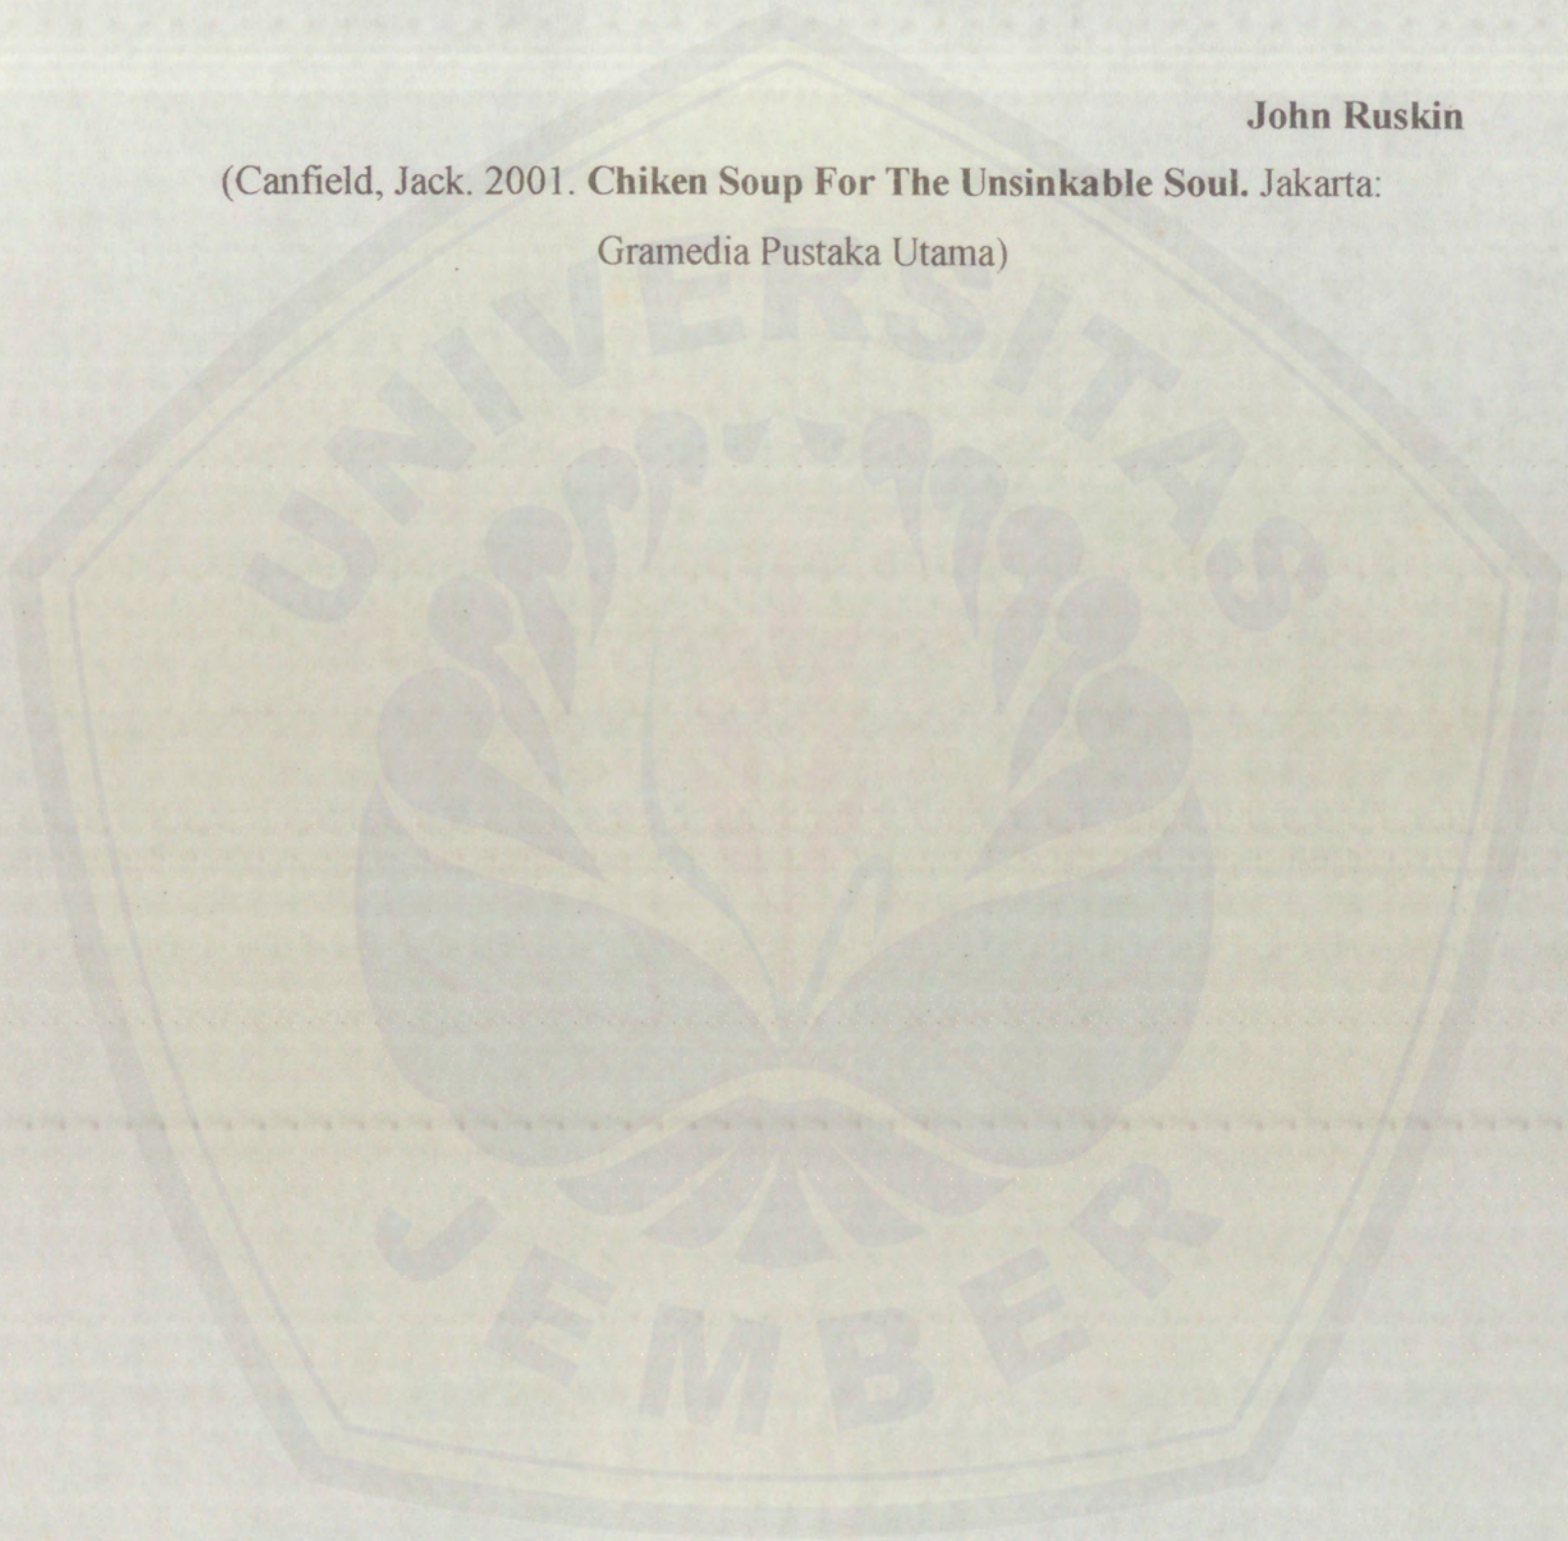 John Ruskin
(Canfield, Jack. 2001. Chiken Soup For The Unsinkable Soul. Jakarta:
Gramedia Pustaka Utama)
UNIVERSITAS
JEMBER